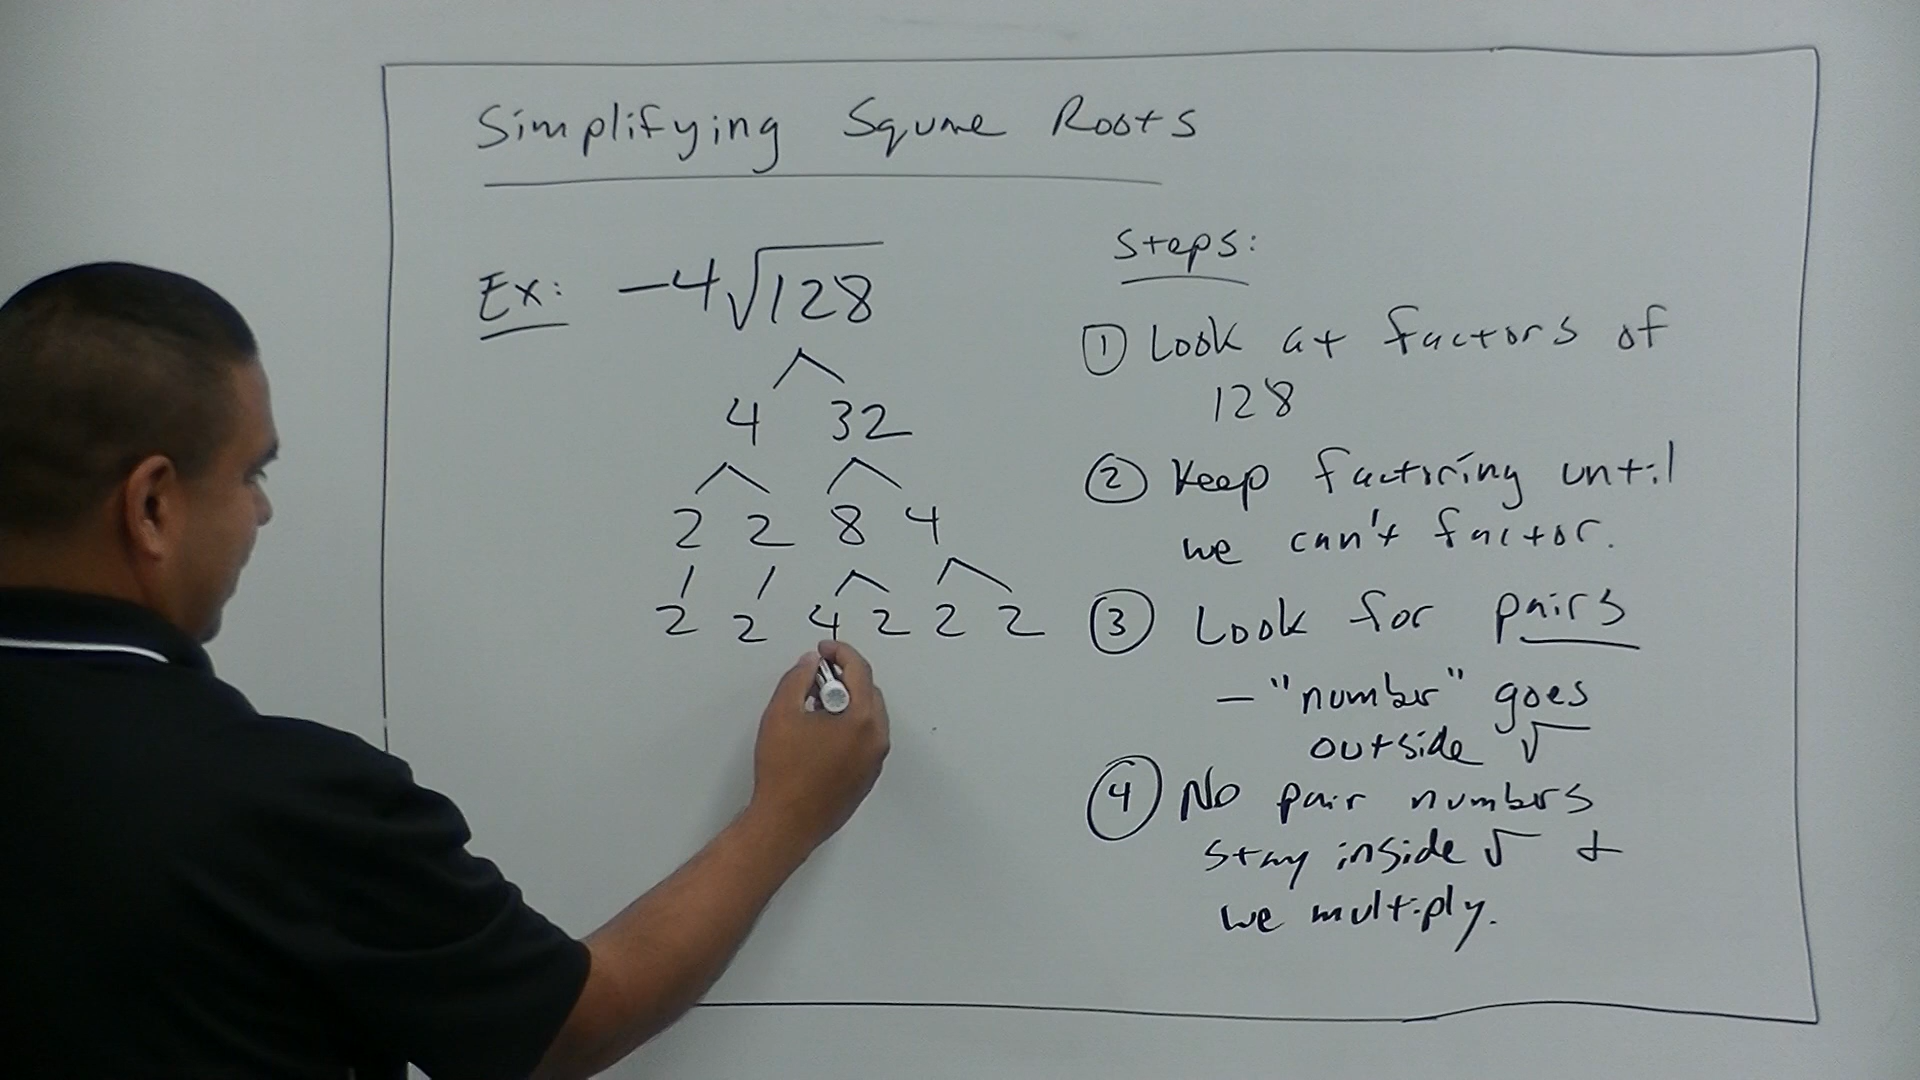 Simplifying Square Roots
Ex: -4√128
4 32
2 2 8 4
2 2 4 2 2 2
Steps:
① Look at factors of
128
② Keep factoring until
we can't factor.
③ Look for pairs
- "number" goes
outside √
④ No pair numbers
stay inside √ +
we multiply.